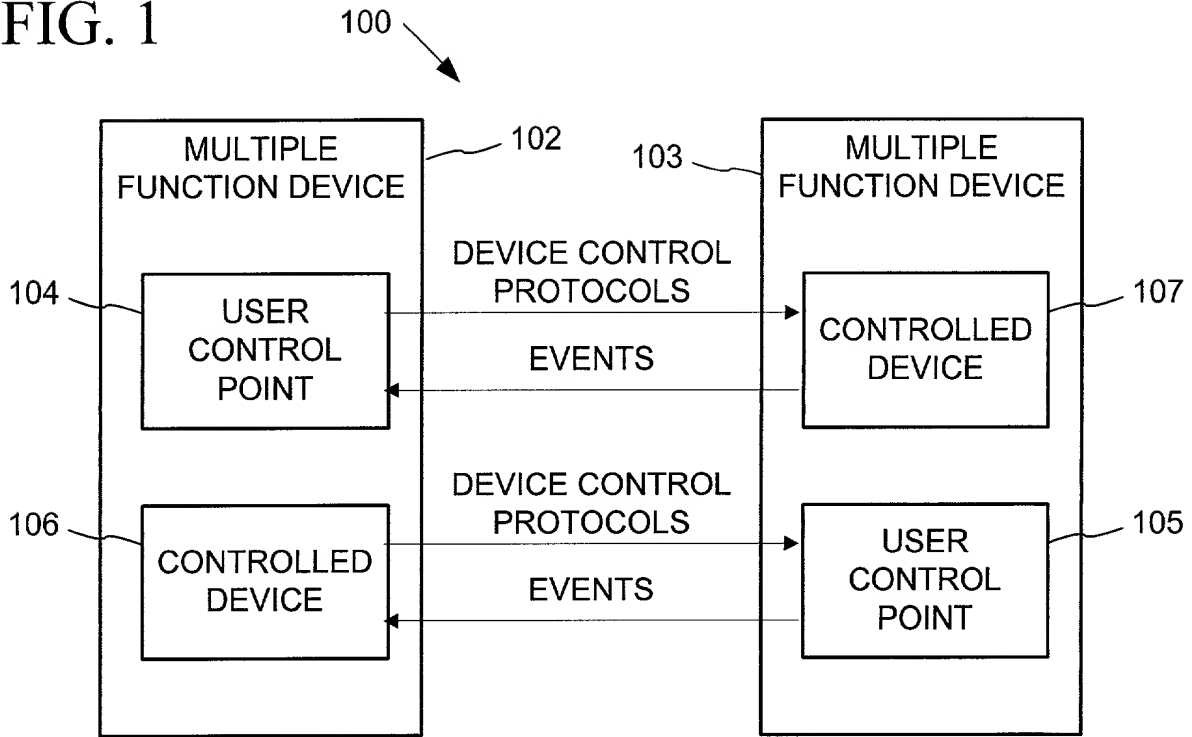 FIG. 1
100
MULTIPLE
FUNCTION DEVICE
102
103
MULTIPLE
FUNCTION DEVICE
DEVICE CONTROL
PROTOCOLS
104
USER
CONTROL
POINT
EVENTS
CONTROLLED
DEVICE
107
DEVICE CONTROL
PROTOCOLS
106
CONTROLLED
DEVICE
EVENTS
USER
CONTROL
POINT
105